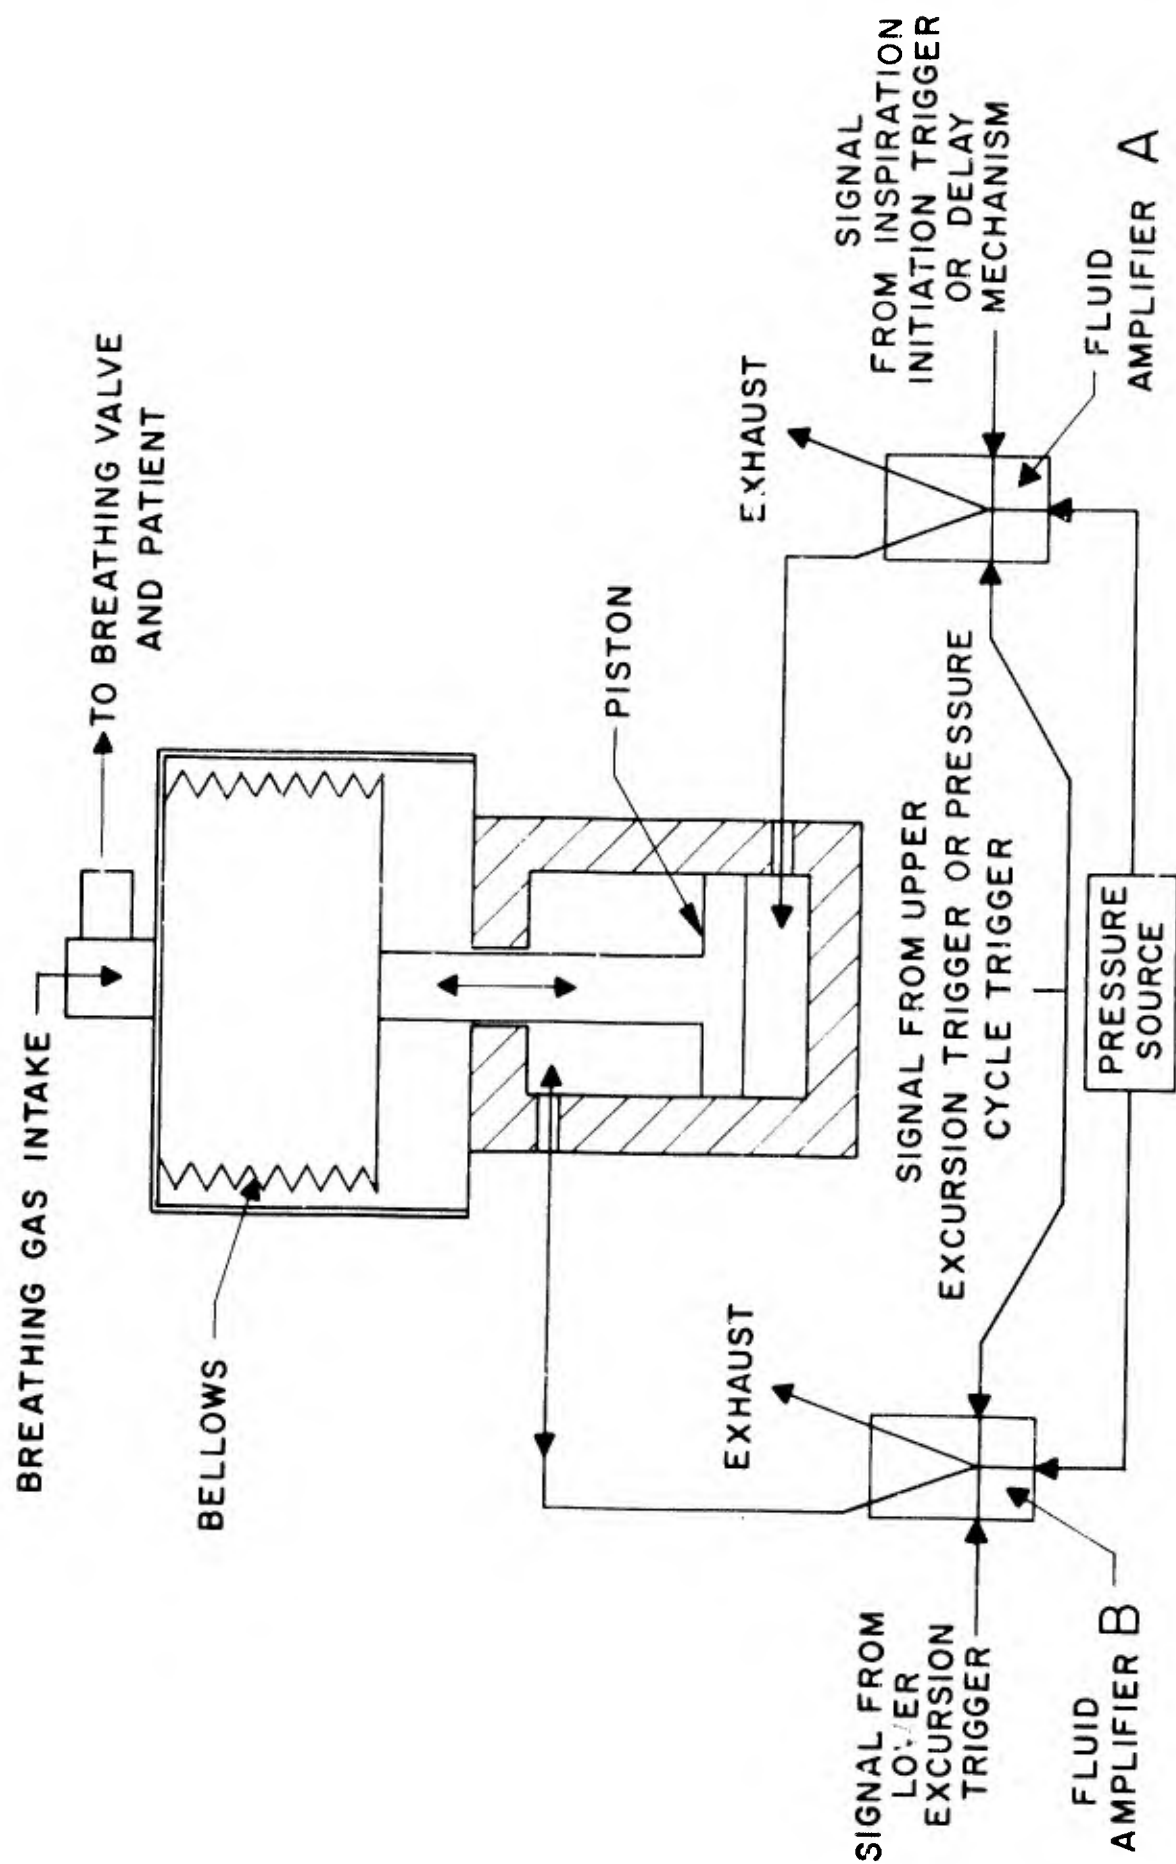 BREATHING GAS INTAKE
TO BREATHING VALVE
AND PATIENT
BELLOWS
PISTON
EXHAUST
EXHAUST
SIGNAL
FROM INSPIRATION
INITIATION TRIGGER
OR DELAY
MECHANISM
SIGNAL FROM UPPER
EXCURSION TRIGGER OR PRESSURE
CYCLE TRIGGER
SIGNAL FROM
LOWER
EXCURSION
TRIGGER
FLUID
AMPLIFIER B
PRESSURE
SOURCE
FLUID
AMPLIFIER A